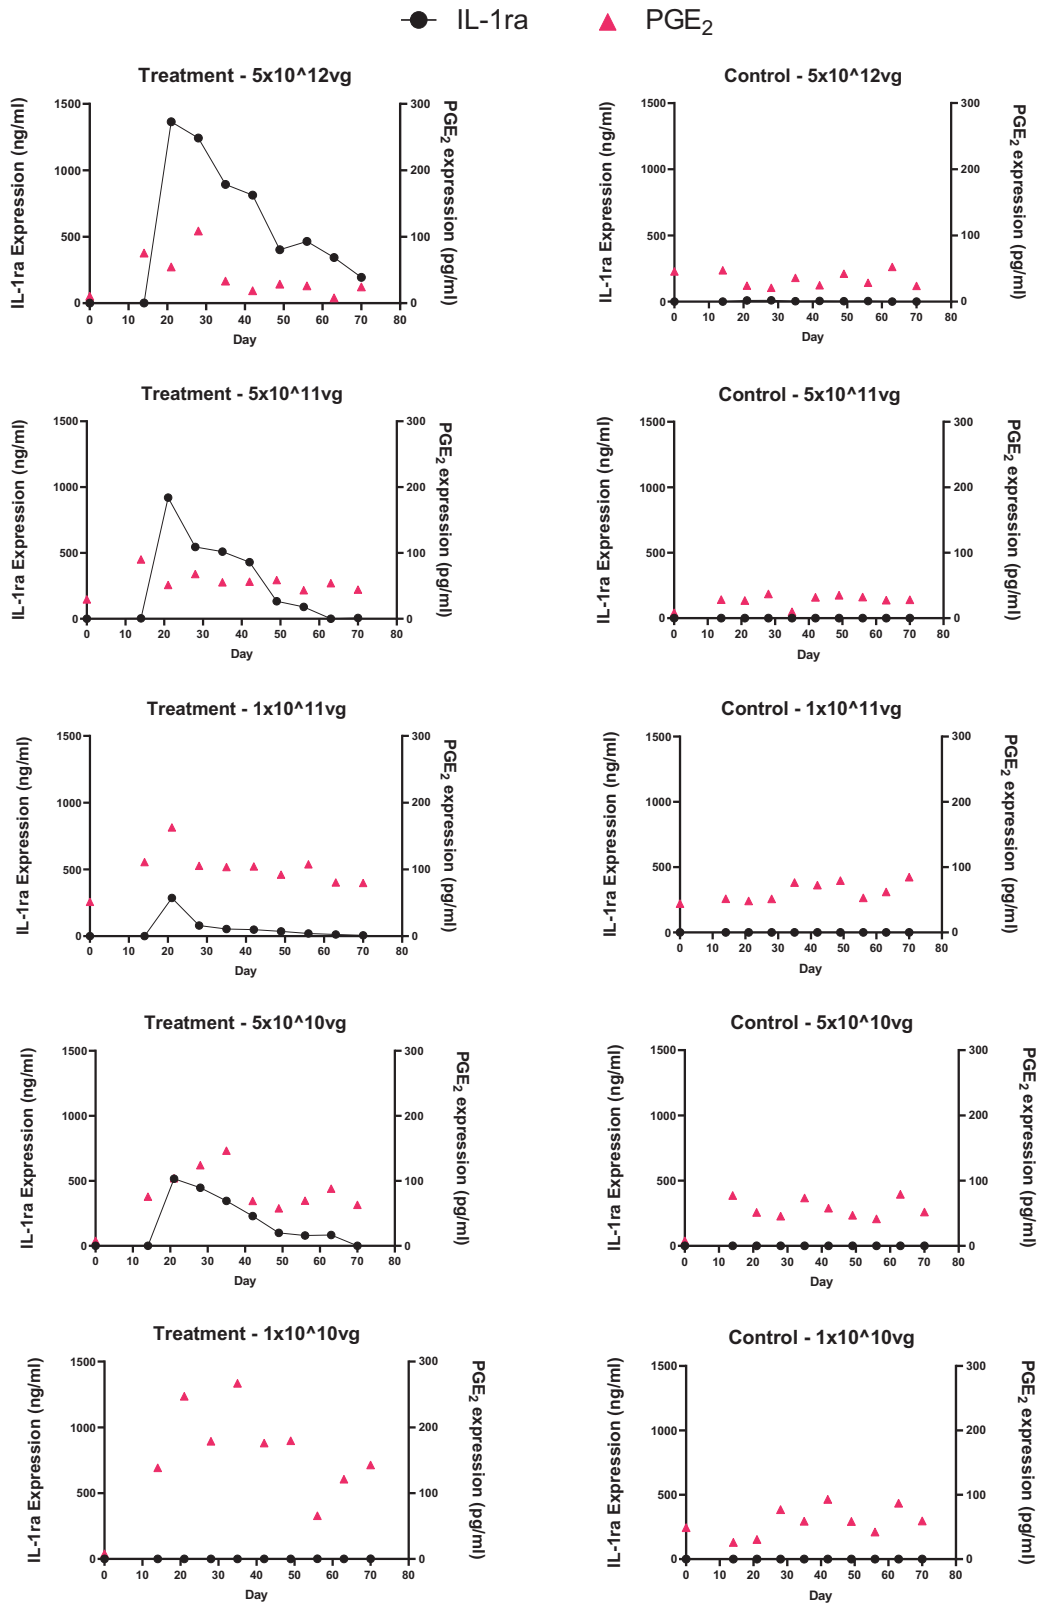 IL-1ra PGE2
Treatment - 5x10^12vg
IL-1ra Expression (ng/ml)
1500
1000
500
0
300
200
100
0
PGE2 expression (pg/ml)
0 10 20 30 40 50 60 70 80
Day
Control - 5x10^12vg
IL-1ra Expression (ng/ml)
1500
1000
500
0
300
200
100
0
PGE2 expression (pg/ml)
0 10 20 30 40 50 60 70 80
Day
Treatment - 5x10^11vg
IL-1ra Expression (ng/ml)
1500
1000
500
0
300
200
100
0
PGE2 expression (pg/ml)
0 10 20 30 40 50 60 70 80
Day
Control - 5x10^11vg
IL-1ra Expression (ng/ml)
1500
1000
500
0
300
200
100
0
PGE2 expression (pg/ml)
0 10 20 30 40 50 60 70 80
Day
Treatment - 1x10^11vg
IL-1ra Expression (ng/ml)
1500
1000
500
0
300
200
100
0
PGE2 expression (pg/ml)
0 10 20 30 40 50 60 70 80
Day
Control - 1x10^11vg
IL-1ra Expression (ng/ml)
1500
1000
500
0
300
200
100
0
PGE2 expression (pg/ml)
0 10 20 30 40 50 60 70 80
Day
Treatment - 5x10^10vg
IL-1ra Expression (ng/ml)
1500
1000
500
0
300
200
100
0
PGE2 expression (pg/ml)
0 10 20 30 40 50 60 70 80
Day
Control - 5x10^10vg
IL-1ra Expression (ng/ml)
1500
1000
500
0
300
200
100
0
PGE2 expression (pg/ml)
0 10 20 30 40 50 60 70 80
Day
Treatment - 1x10^10vg
IL-1ra Expression (ng/ml)
1500
1000
500
0
300
200
100
0
PGE2 expression (pg/ml)
0 10 20 30 40 50 60 70 80
Day
Control - 1x10^10vg
IL-1ra Expression (ng/ml)
1500
1000
500
0
300
200
100
0
PGE2 expression (pg/ml)
0 10 20 30 40 50 60 70 80
Day